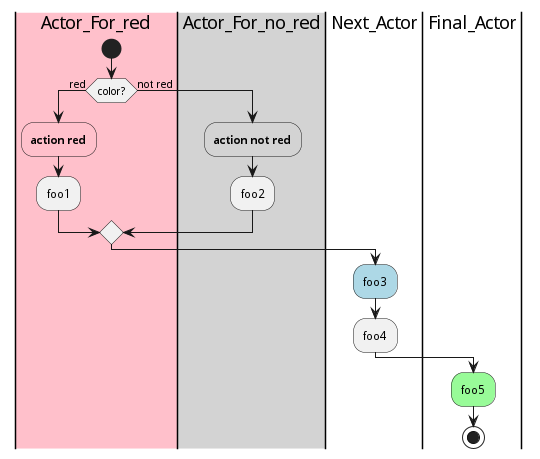 Actor_For_red
Actor_For_no_red
Next_Actor
Final_Actor
red
color?
not red
action red
action not red
foo1
foo2
foo3
foo4
foo5